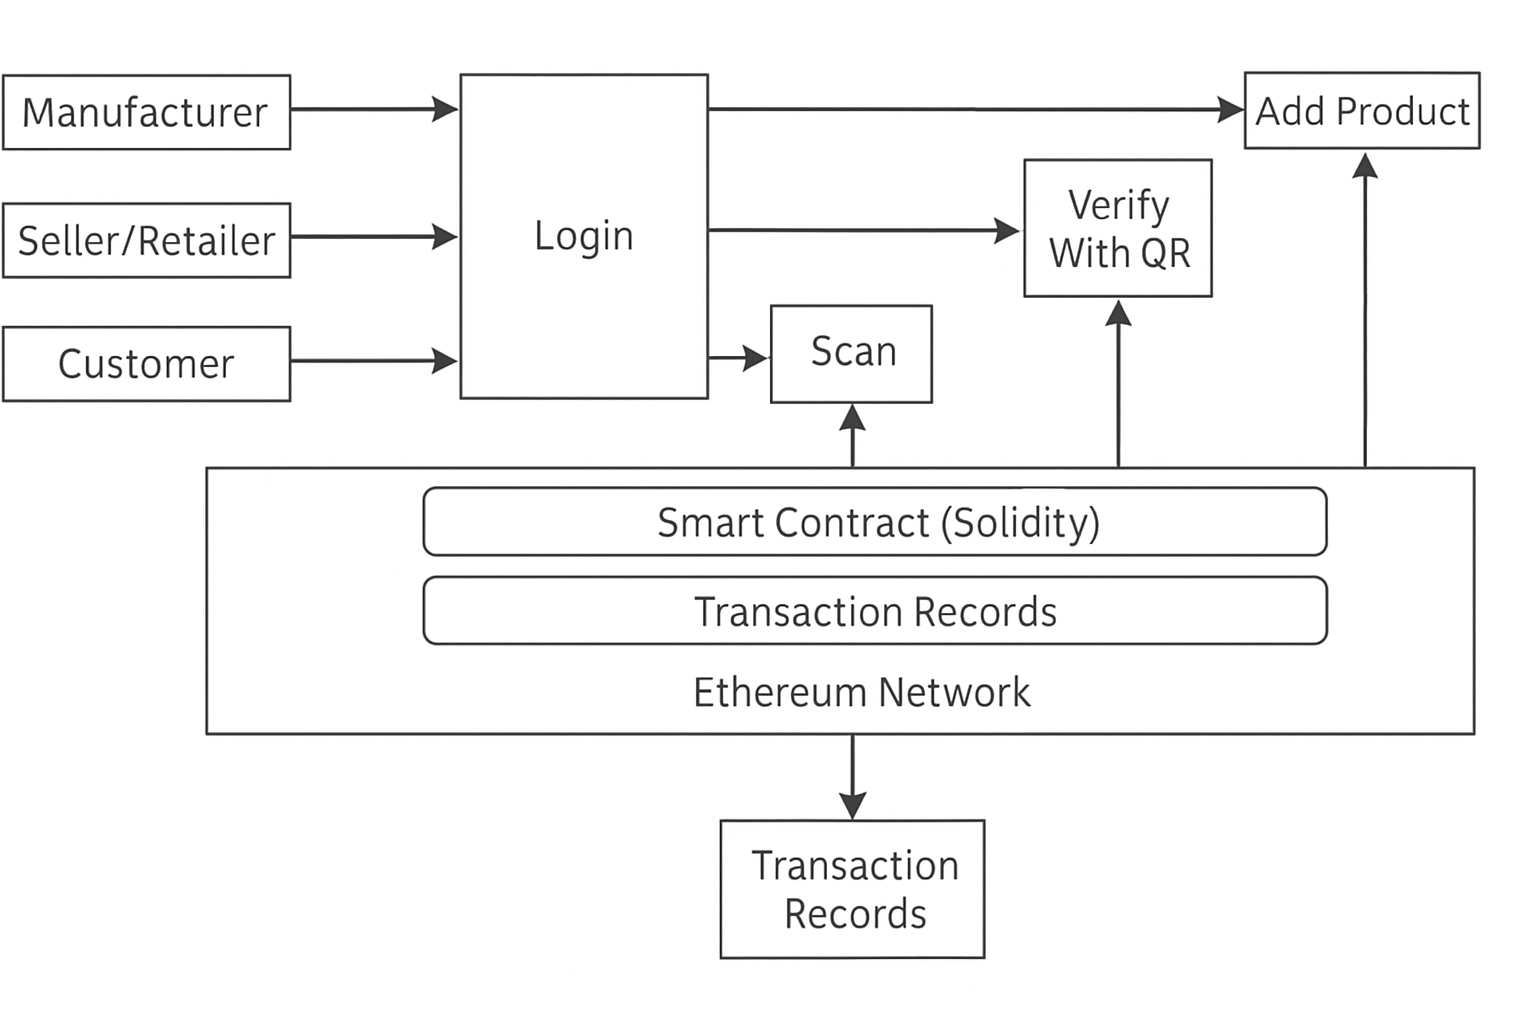 Manufacturer
Add Product
Verify
With QR
Seller/Retailer
Login
Scan
Customer
Smart Contract (Solidity)
Transaction Records
Ethereum Network
Transaction
Records